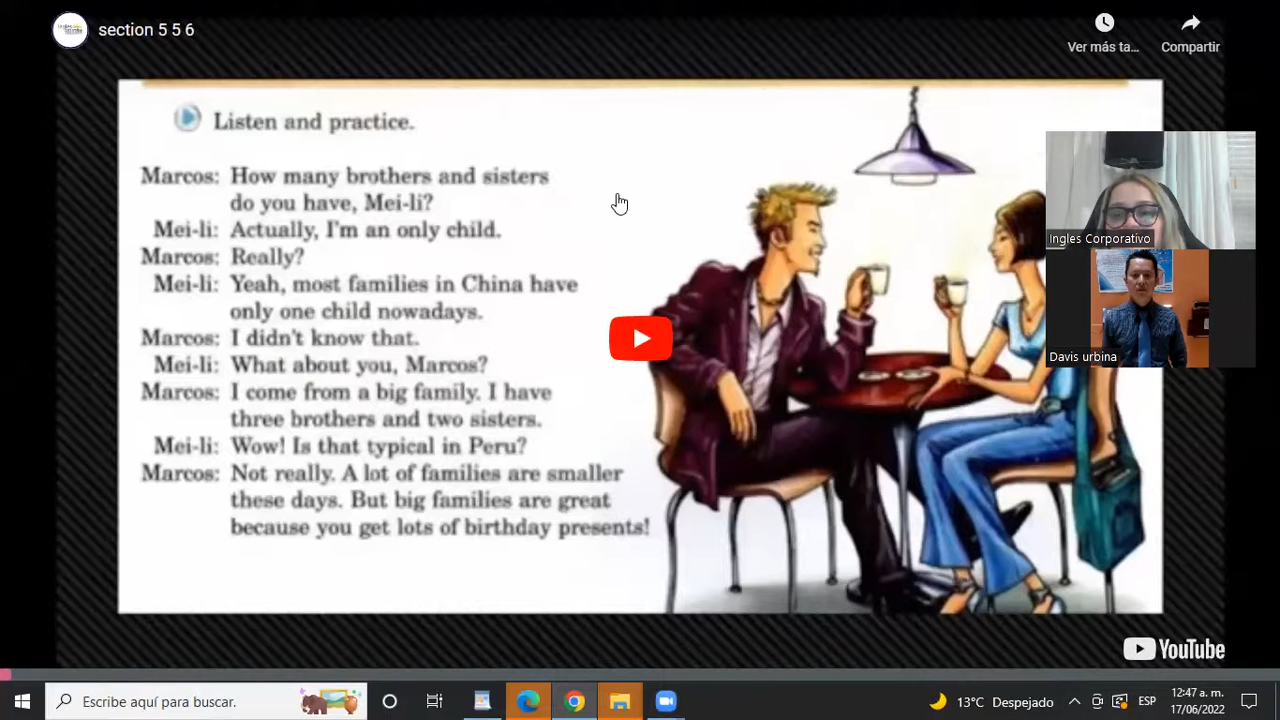 section 5 5 6
Ver más ta...
Compartir
Listen and practice.
Marcos: How many brothers and sisters
do you have, Mei-li?
Mei-li: Actually, I'm an only child.
Marcos: Really?
Mei-li: Yeah, most families in China have
only one child nowadays.
Marcos: I didn't know that.
Mei-li: What about you, Marcos?
Marcos: I come from a big family. I have
three brothers and two sisters.
Mei-li: Wow! Is that typical in Peru?
Marcos: Not really. A lot of families are smaller
these days. But big families are great
because you get lots of birthday presents!
Ingles Corporativo
Davis urbina
YouTube
Escribe aquí para buscar.
13°C Despejado
ESP
12:47 a. m.
17/06/2022